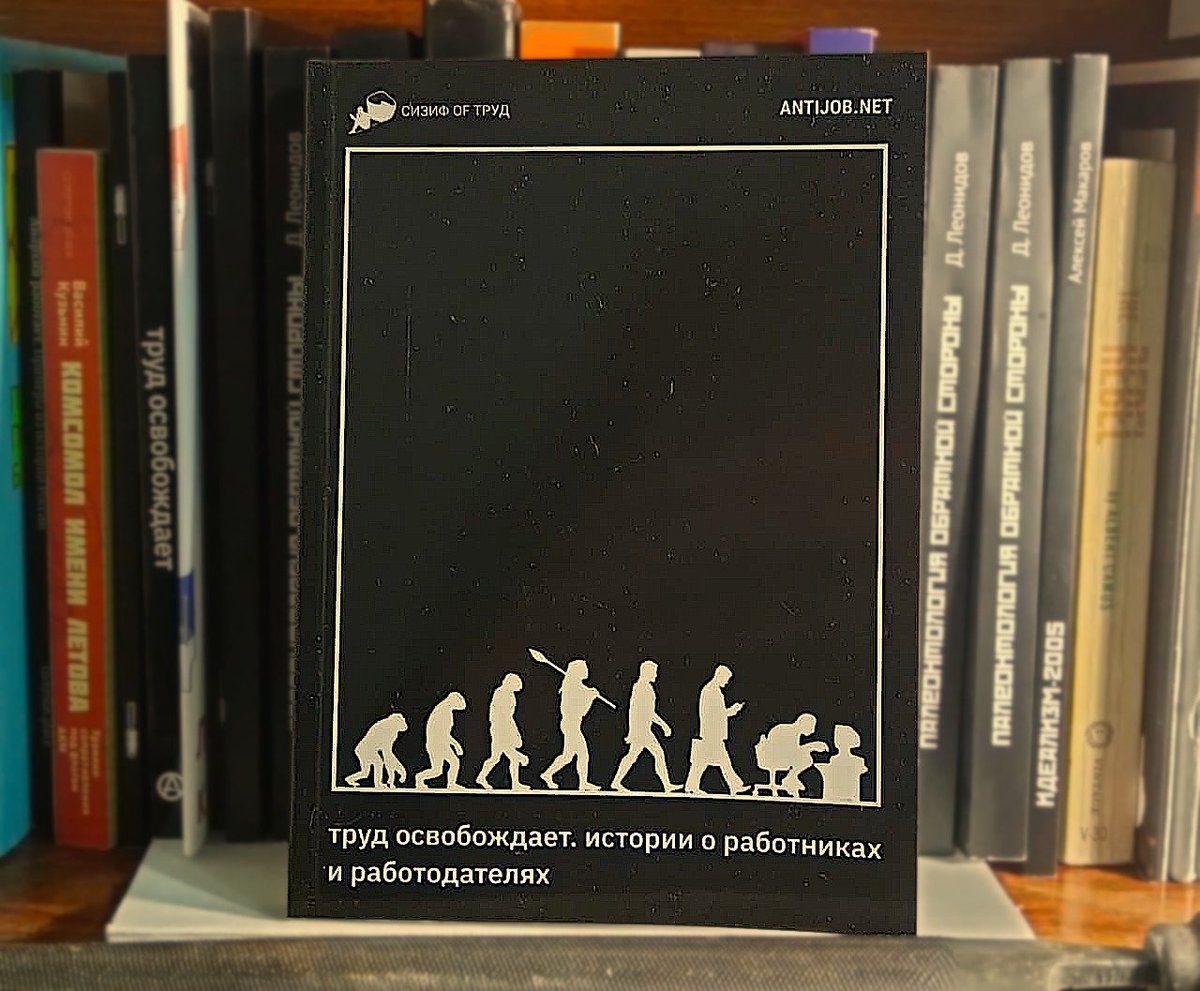 СИЗИФ OF ТРУД
ANTIJOB.NET
труд освобождает. истории о работниках
и работодателях
Василий
Кузьмин
КОМСОМОЛ ИМЕНИ ЛЕТОВА
труд освобождает
Д. Леонидов
ПАЛЕОНТОЛОГИЯ ОБРАТНОЙ СТОРОНЫ Д. Леонидов
ПАЛЕОНТОЛОГИЯ ОБРАТНОЙ СТОРОНЫ Д. Леонидов
ИДЕАЛИЗМ-2005 Алексей Макаров